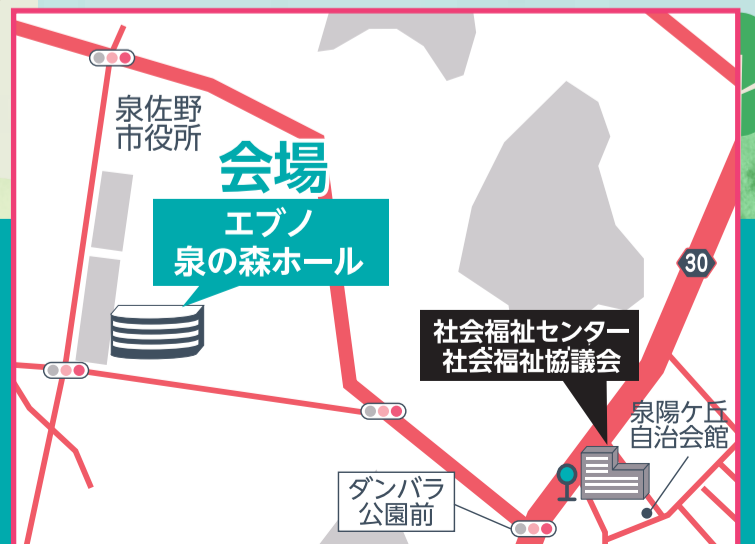 泉佐野
市役所
会場
エブノ
泉の森ホール
30
社会福祉センター
社会福祉協議会
泉陽ケ丘
自治会館
ダンバラ
公園前